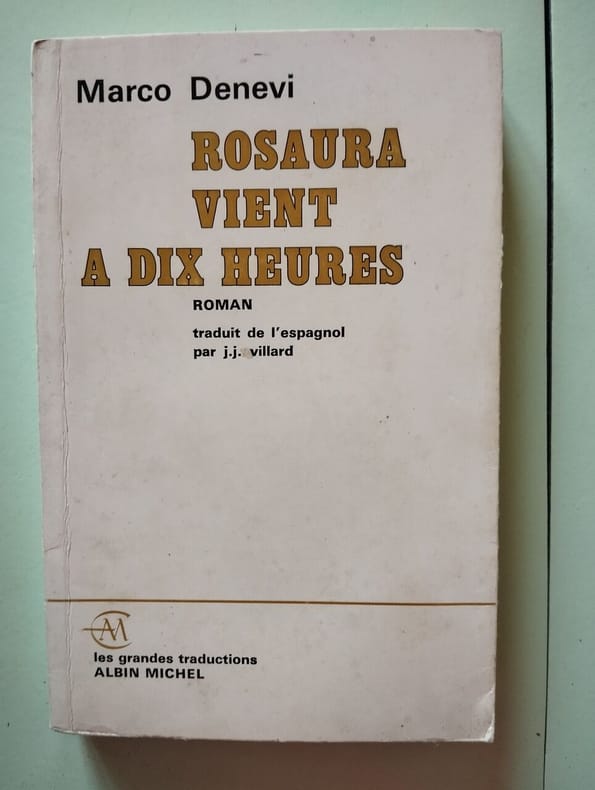 Marco Denevi
ROSAURA
VIENT
A DIX HEURES
ROMAN
traduit de l'espagnol
par j.j. villard
AM
les grandes traductions
ALBIN MICHEL